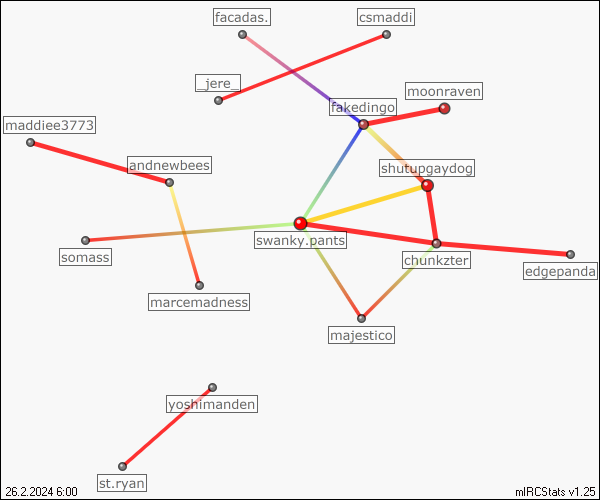 facadas.
csmaddi
_jere_
moonraven
fakedingo
maddiee3773
andnewbees
shutupgaydog
swanky.pants
somass
chunkzter
edgepanda
marcemadness
majestico
yoshimanden
st.ryan
26.2.2024 6:00
mIRCStats v1.25